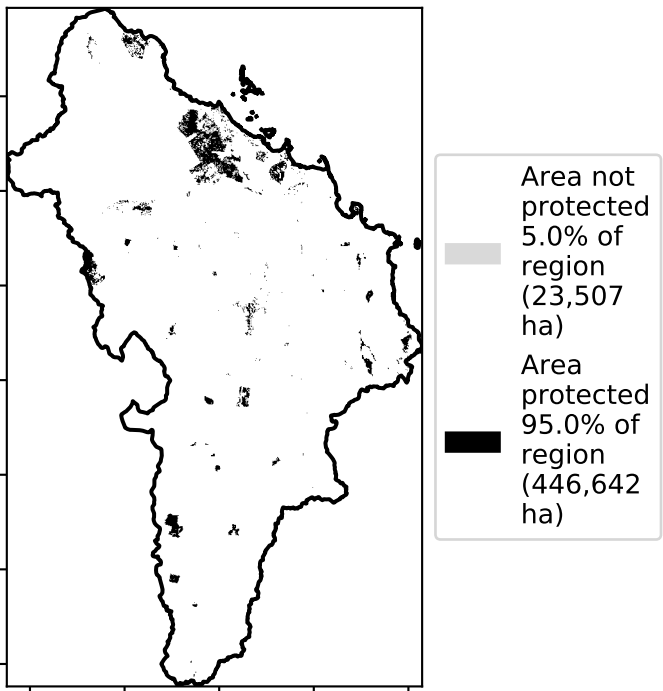 Area not
protected
5.0% of
region
(23,507
ha)
Area
protected
95.0% of
region
(446,642
ha)